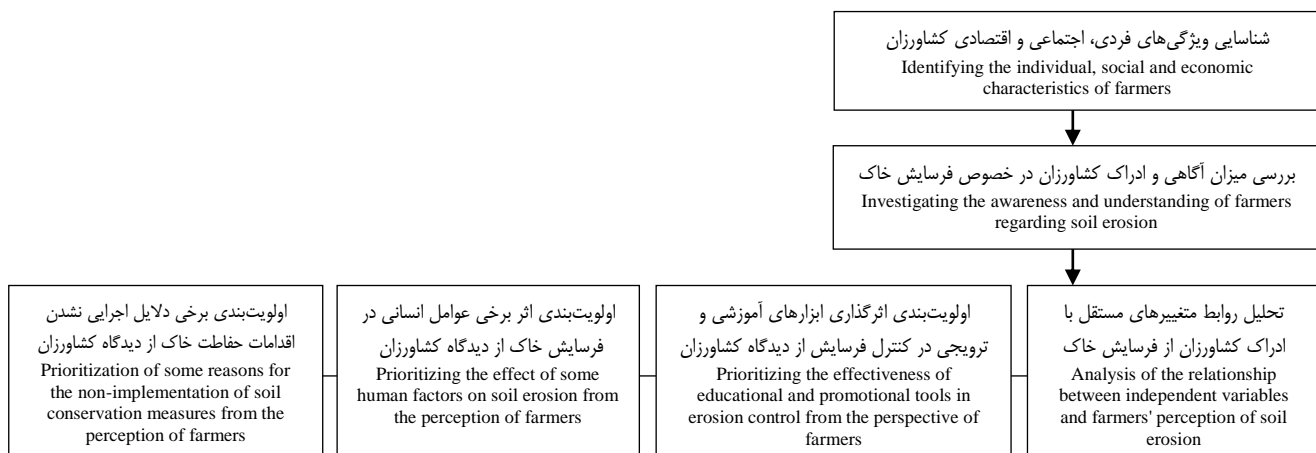 شناسایی ویژگی‌های فردی، اجتماعی و اقتصادی کشاورزان
Identifying the individual, social and economic
characteristics of farmers
بررسی میزان آگاهی و ادراک کشاورزان در خصوص فرسایش خاک
Investigating the awareness and understanding of farmers
regarding soil erosion
تحلیل روابط متغییرهای مستقل با
ادراک کشاورزان از فرسایش خاک
Analysis of the relationship
between independent variables
and farmers' perception of soil
erosion
اولویت‌بندی اثرگذاری ابزارهای آموزشی و
ترویجی در کنترل فرسایش از دیدگاه کشاورزان
Prioritizing the effectiveness of
educational and promotional tools in
erosion control from the perspective of
farmers
اولویت‌بندی اثر برخی عوامل انسانی در
فرسایش خاک از دیدگاه کشاورزان
Prioritizing the effect of some
human factors on soil erosion from
the perception of farmers
اولویت‌بندی برخی دلایل اجرایی نشدن
اقدامات حفاطت خاک از دیدگاه کشاورزان
Prioritization of some reasons for
the non-implementation of soil
conservation measures from the
perception of farmers